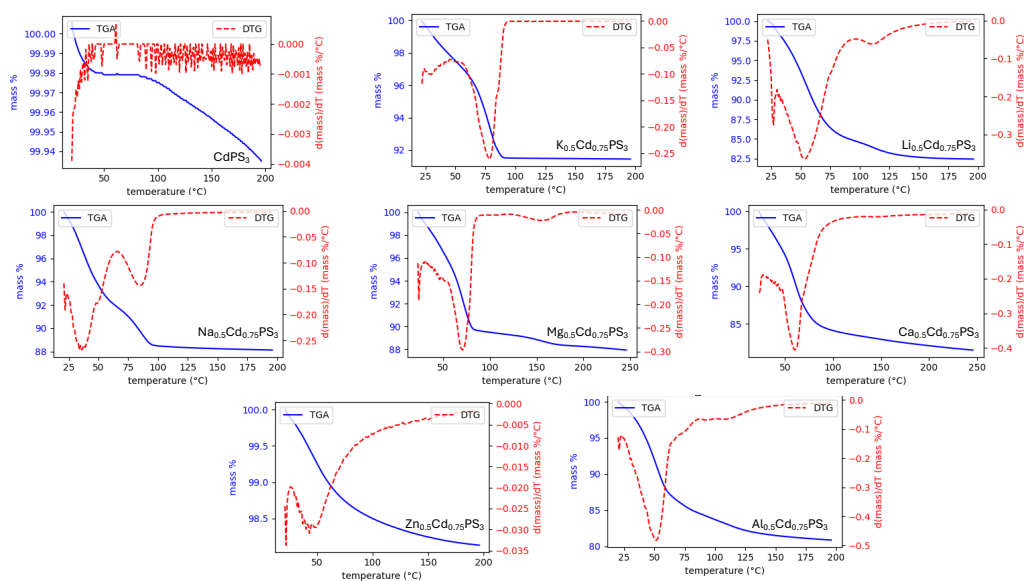 TGA
DTG
100.00
99.99
99.98
99.97
99.96
99.95
99.94
mass %
0.000
−0.001
−0.002
−0.003
−0.004
d(mass)/dT (mass %/°C)
CdPS3
50 100 150 200
temperature (°C)
TGA
DTG
100
98
96
94
92
mass %
0.00
−0.05
−0.10
−0.15
−0.20
−0.25
d(mass)/dT (mass %/°C)
K0.5Cd0.75PS3
25 50 75 100 125 150 175 200
temperature (°C)
TGA
DTG
100.0
97.5
95.0
92.5
90.0
87.5
85.0
82.5
mass %
0.0
−0.1
−0.2
−0.3
d(mass)/dT (mass %/°C)
Li0.5Cd0.75PS3
25 50 75 100 125 150 175 200
temperature (°C)
TGA
DTG
100
98
96
94
92
90
88
mass %
0.00
−0.05
−0.10
−0.15
−0.20
−0.25
d(mass)/dT (mass %/°C)
Na0.5Cd0.75PS3
25 50 75 100 125 150 175 200
temperature (°C)
TGA
DTG
100
98
96
94
92
90
88
mass %
0.00
−0.05
−0.10
−0.15
−0.20
−0.25
−0.30
d(mass)/dT (mass %/°C)
Mg0.5Cd0.75PS3
50 100 150 200 250
temperature (°C)
TGA
DTG
100
95
90
85
mass %
0.0
−0.1
−0.2
−0.3
−0.4
d(mass)/dT (mass %/°C)
Ca0.5Cd0.75PS3
50 100 150 200 250
temperature (°C)
TGA
DTG
100.0
99.5
99.0
98.5
mass %
0.000
−0.005
−0.010
−0.015
−0.020
−0.025
−0.030
−0.035
d(mass)/dT (mass %/°C)
Zn0.5Cd0.75PS3
50 100 150 200
temperature (°C)
TGA
DTG
100
95
90
85
80
mass %
0.0
−0.1
−0.2
−0.3
−0.4
−0.5
d(mass)/dT (mass %/°C)
Al0.5Cd0.75PS3
25 50 75 100 125 150 175 200
temperature (°C)